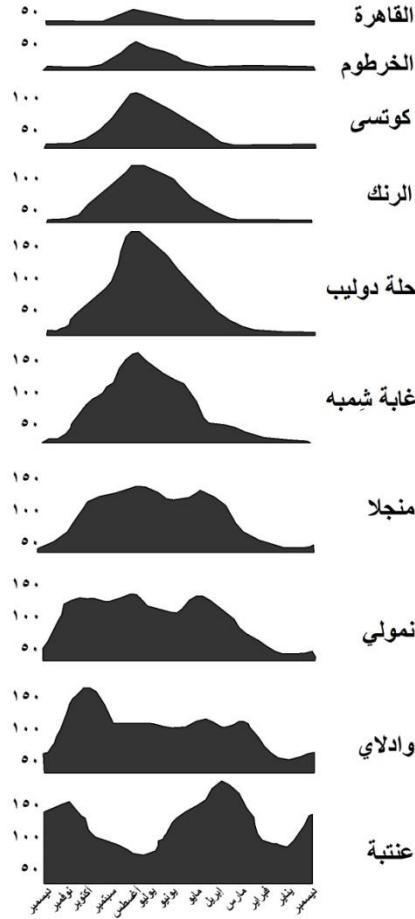 ٥٠ القاهرة
٥٠ الخرطوم
١٠٠
٥٠
كوتسى
١٠٠
٥٠
الرنك
١٥٠
١٠٠
٥٠
حلة دوليب
١٥٠
١٠٠
٥٠
غابة شِمبه
١٥٠
١٠٠
٥٠
منجلا
١٥٠
١٠٠
٥٠
نمولي
١٥٠
١٠٠
٥٠
وادلاي
١٥٠
١٠٠
٥٠
عنتبة
ديسمبر
يناير
فبراير
مارس
إبريل
مايو
يونيو
يوليو
أغسطس
سبتمبر
أكتوبر
نوفمبر
ديسمبر